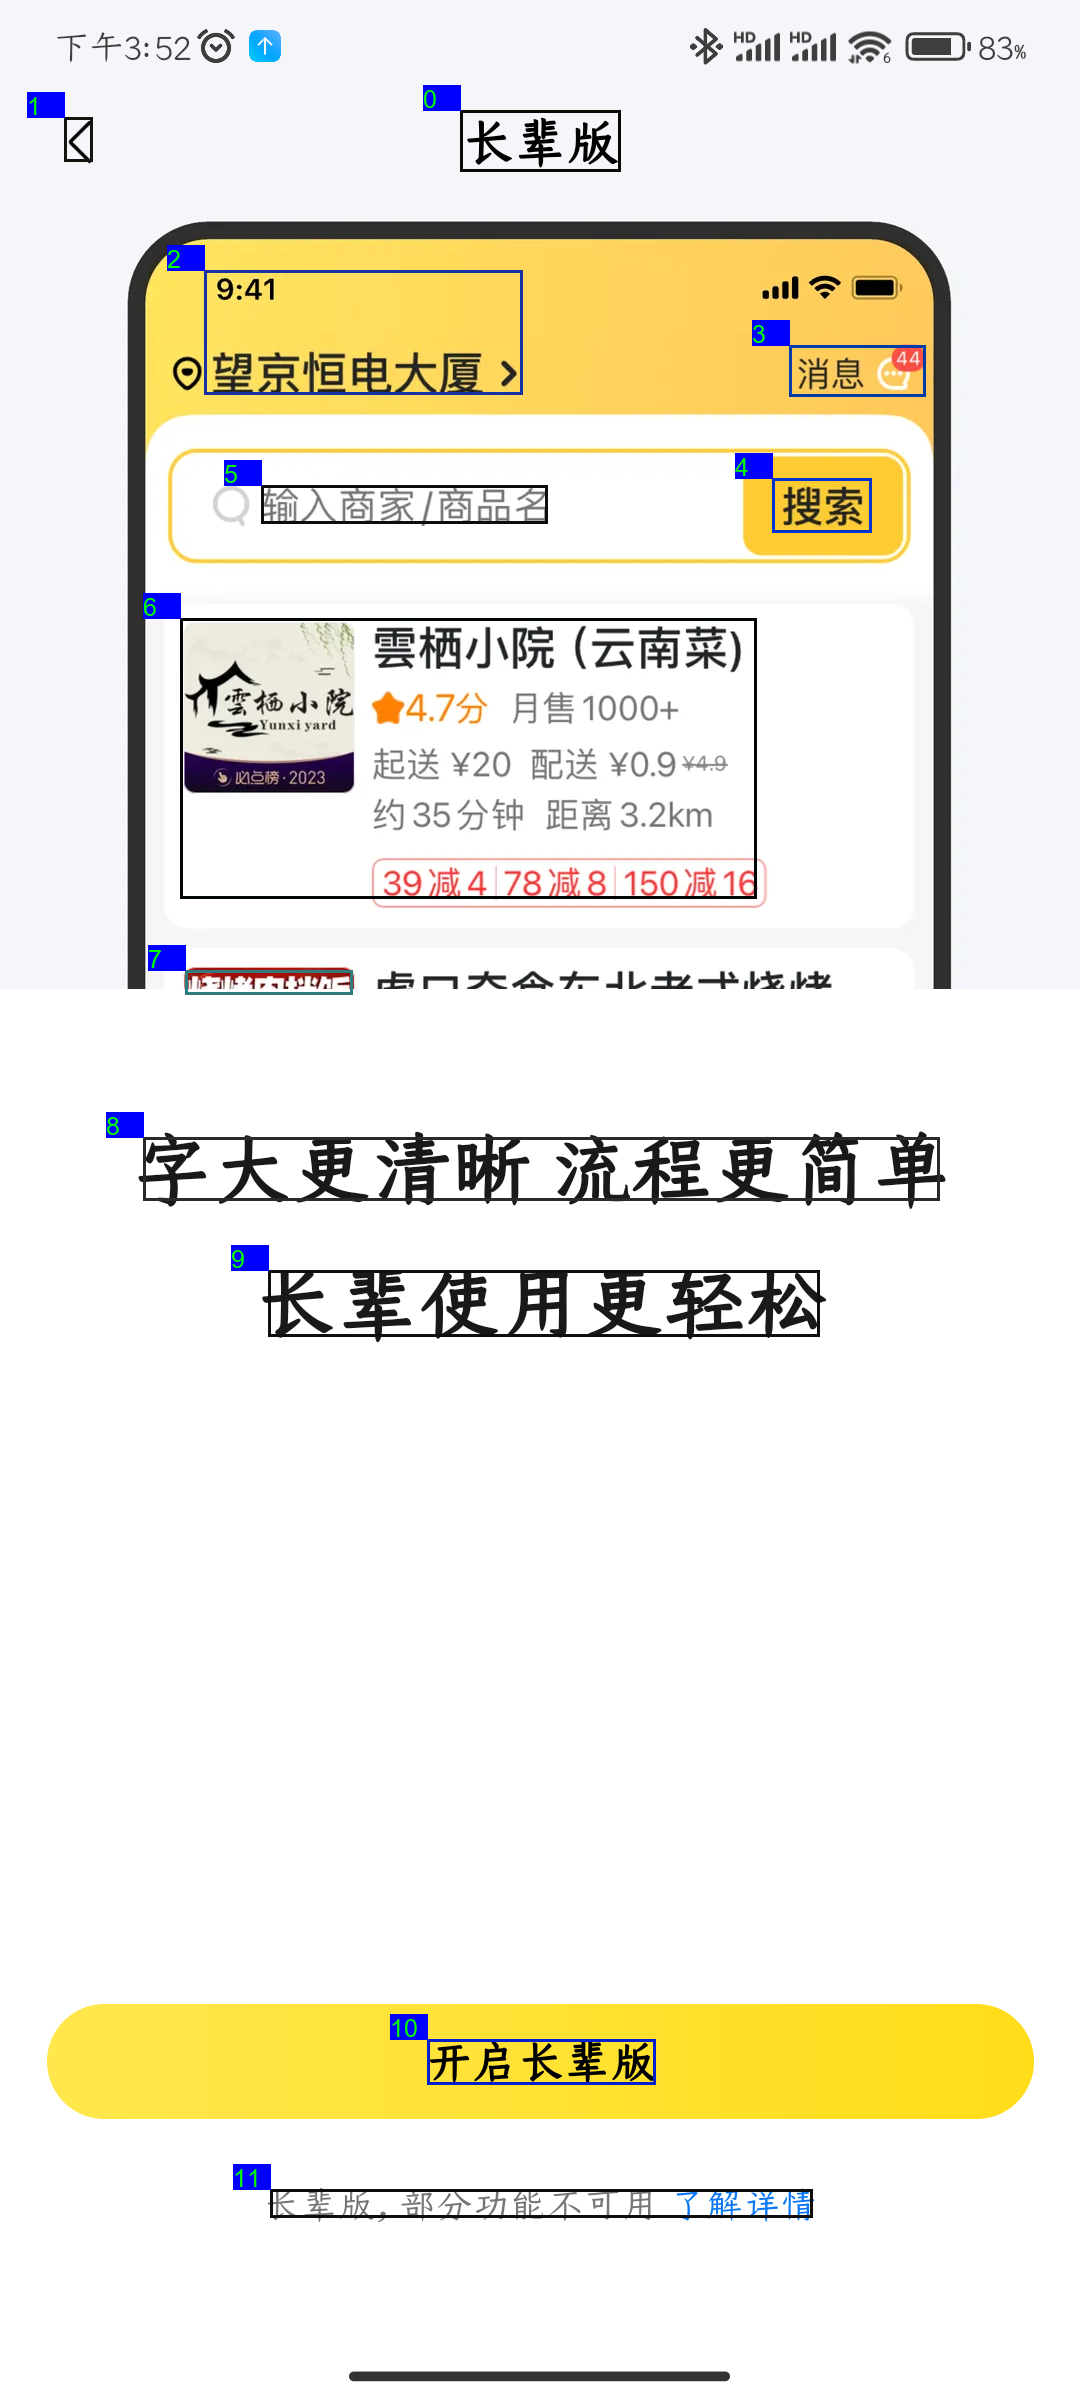 下午3:52 HD HD 6 83%
1 0
长辈版
2
9:41
3
望京恒电大厦
消息 44
5 4
输入商家/商品名 搜索
6
雲栖小院（云南菜)
雲栖小院
Yunxi yard
必点榜·2023
4.7分 月售1000+
起送 ¥20 配送 ¥0.9 ¥4.9
约35分钟 距离3.2km
39减4 78减8 150减16
7
8
字大更清晰 流程更简单
9
长辈使用更轻松
10
开启长辈版
11
长辈版,部分功能不可用 了解详情